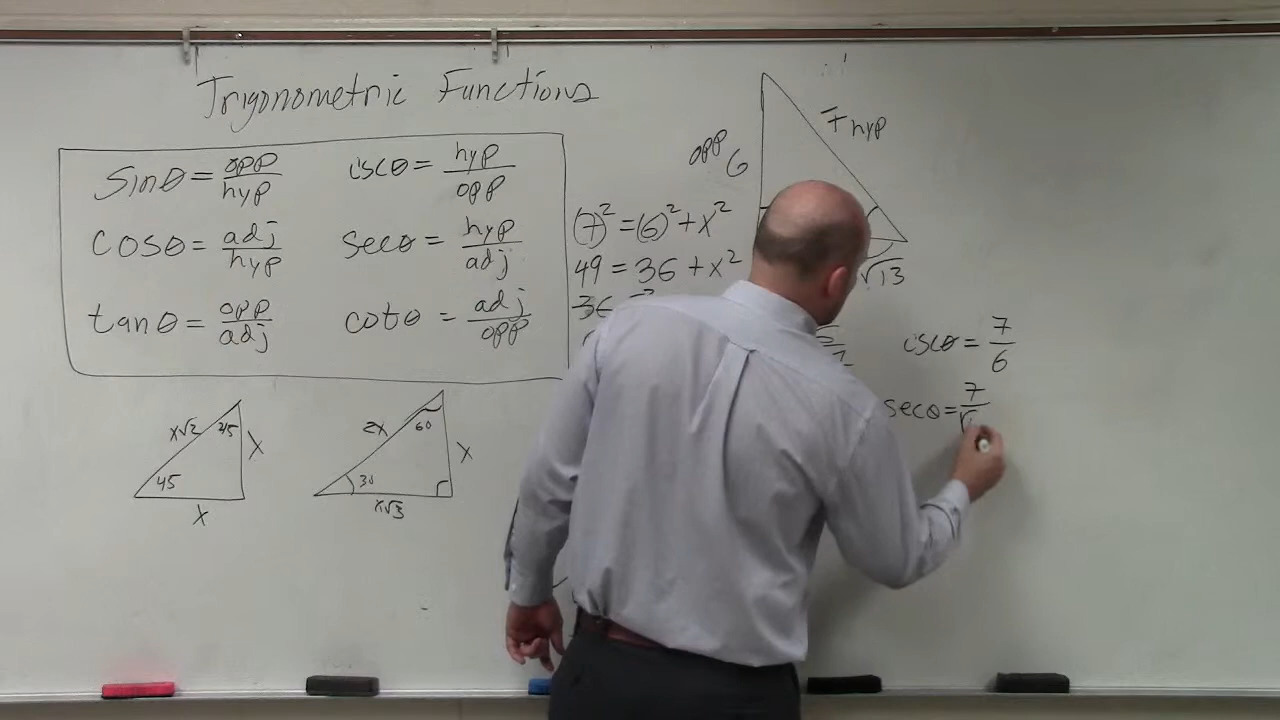 Trigonometric Functions
sinθ = opp/hyp cscθ = hyp/opp
cosθ = adj/hyp secθ = hyp/adj
tanθ = opp/adj cotθ = adj/opp
x√2 45 x
45
x
2x 60 x
30
x√3
7 hyp
opp 6
√13
(7)² = (6)² + x²
49 = 36 + x²
cscθ = 7/6
secθ = 7/√